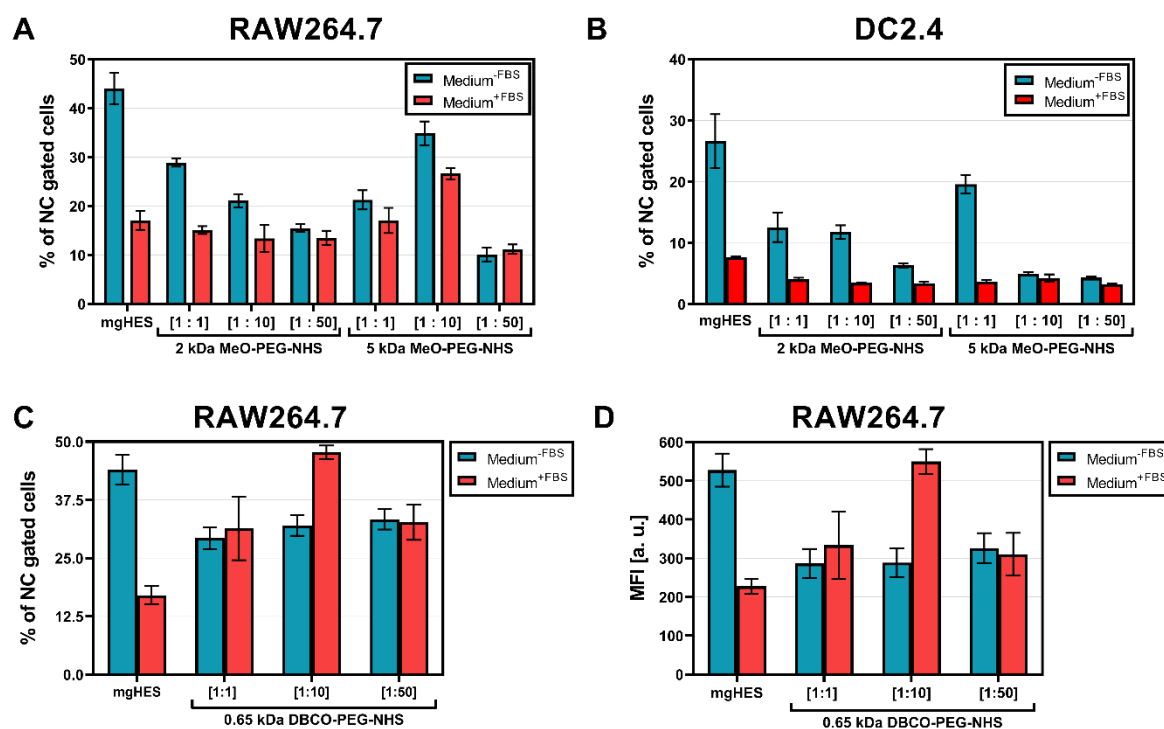 A
RAW264.7
% of NC gated cells
50
40
30
20
10
0
Medium-FBS
Medium+FBS
mgHES
[1 : 1] [1 : 10] [1 : 50] [1 : 1] [1 : 10] [1 : 50]
2 kDa MeO-PEG-NHS 5 kDa MeO-PEG-NHS
B
DC2.4
% of NC gated cells
40
30
20
10
0
Medium-FBS
Medium+FBS
mgHES
[1 : 1] [1 : 10] [1 : 50] [1 : 1] [1 : 10] [1 : 50]
2 kDa MeO-PEG-NHS 5 kDa MeO-PEG-NHS
C
RAW264.7
% of NC gated cells
50.0
37.5
25.0
12.5
0.0
Medium-FBS
Medium+FBS
mgHES [1:1] [1:10] [1:50]
0.65 kDa DBCO-PEG-NHS
D
RAW264.7
MFI [a. u.]
600
500
400
300
200
100
0
Medium-FBS
Medium+FBS
mgHES [1:1] [1:10] [1:50]
0.65 kDa DBCO-PEG-NHS